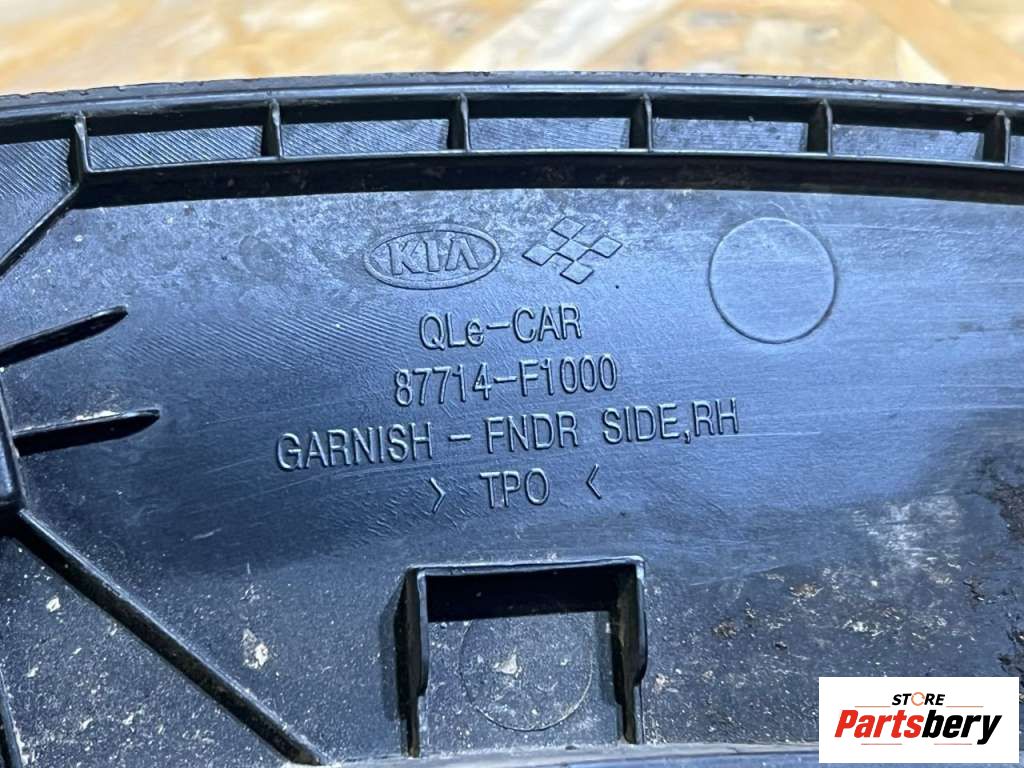 KIA
QLe-CAR
87714-F1000
GARNISH - FNDR SIDE,RH
> TPO <
STORE
Partsbery